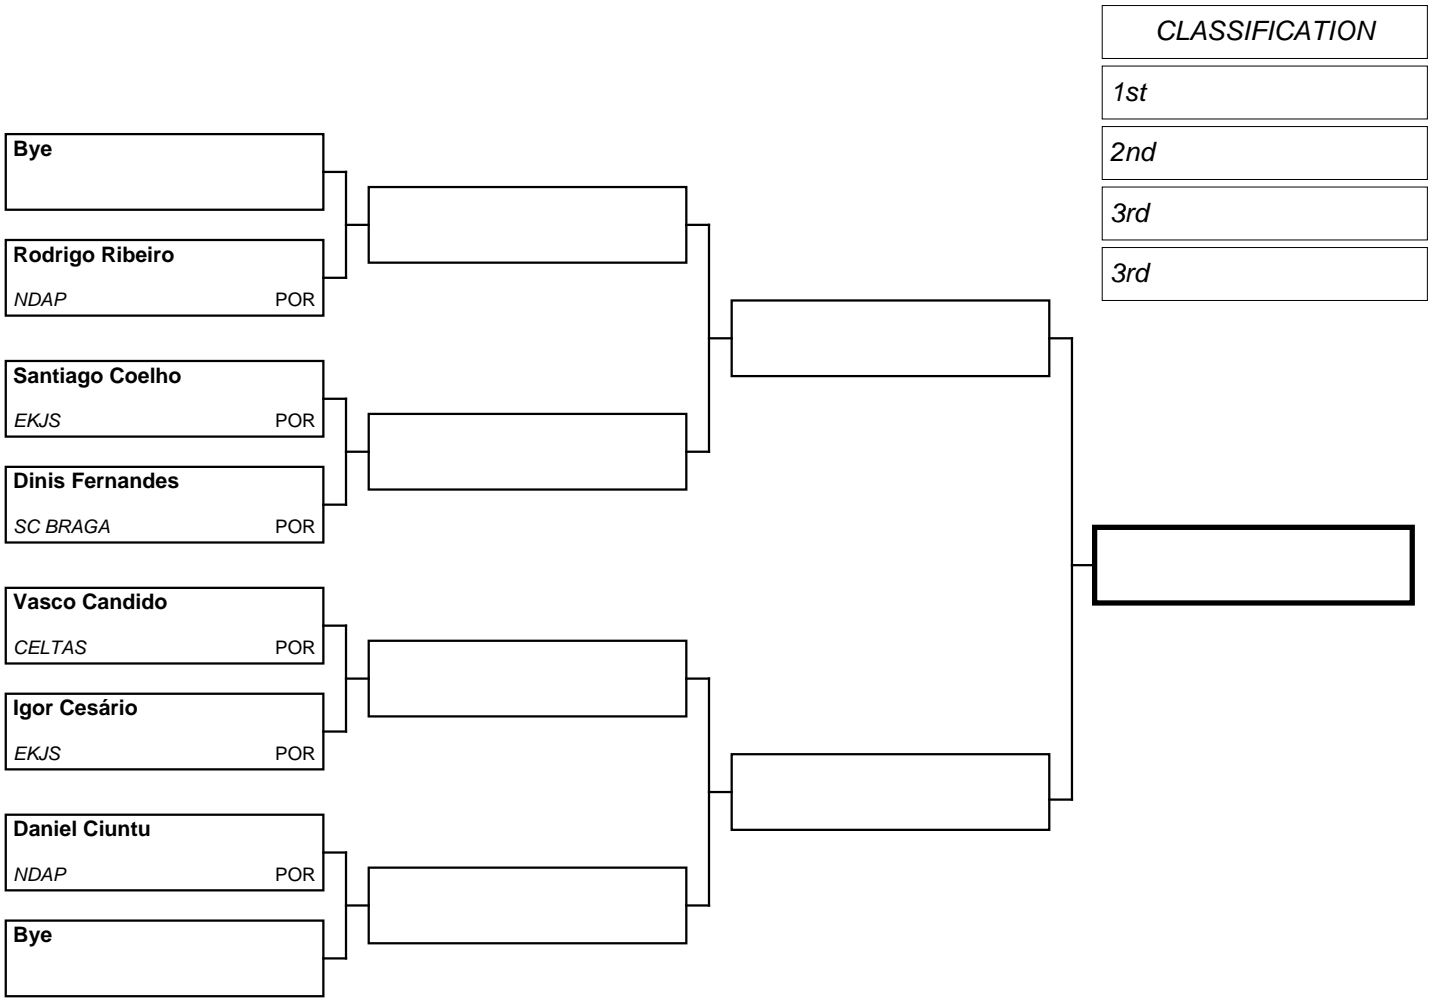 CLASSIFICATION
1st
2nd
3rd
3rd
Bye
Rodrigo Ribeiro
NDAP POR
Santiago Coelho
EKJS POR
Dinis Fernandes
SC BRAGA POR
Vasco Candido
CELTAS POR
Igor Cesário
EKJS POR
Daniel Ciuntu
NDAP POR
Bye